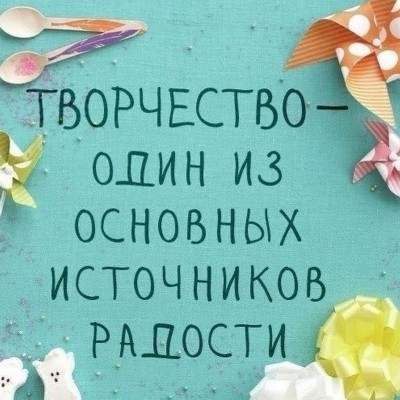 ТВОРЧЕСТВО —
ОДИН ИЗ
ОСНОВНЫХ
ИСТОЧНИКОВ
РАДОСТИ